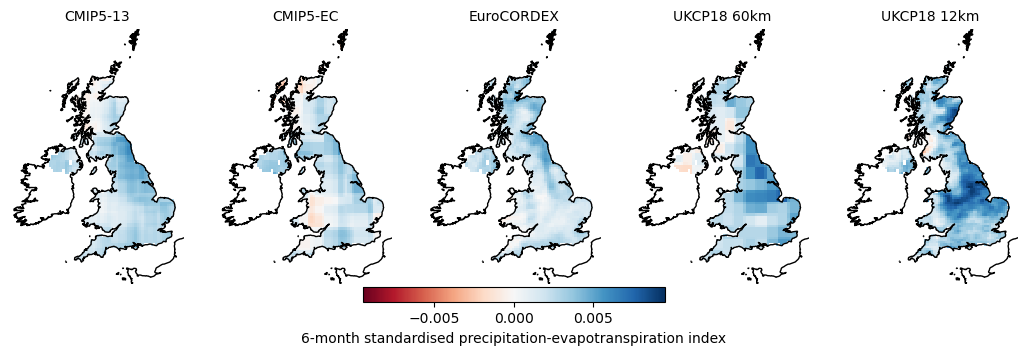 CMIP5-13 CMIP5-EC EuroCORDEX UKCP18 60km UKCP18 12km
−0.005 0.000 0.005
6-month standardised precipitation-evapotranspiration index